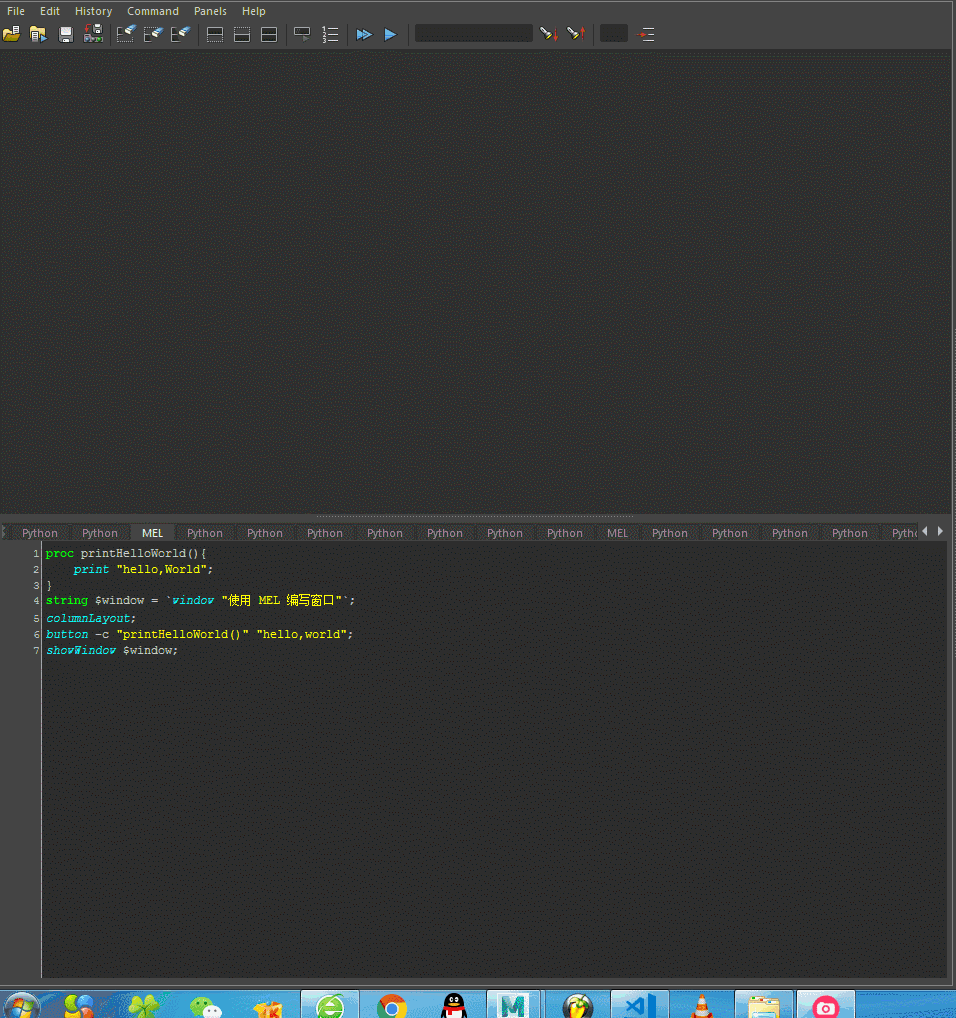 File Edit History Command Panels Help
Python Python MEL Python Python Python Python Python Python Python MEL Python Python Python Python Pytho
1 proc printHelloWorld(){
2 print "hello,World";
3 }
4 string $window = `window "使用 MEL 编写窗口"`;
5 columnLayout;
6 button -c "printHelloWorld()" "hello,world";
7 showWindow $window;